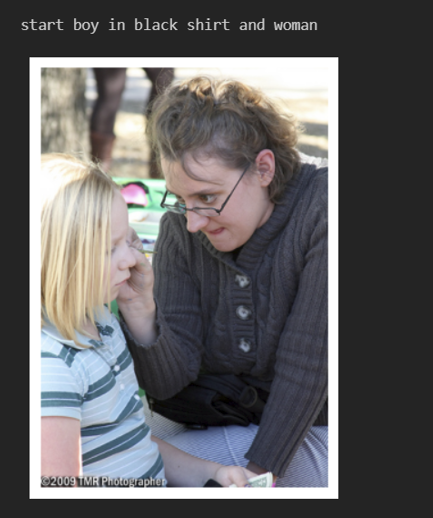 start boy in black shirt and woman
©2009 TMR Photographer